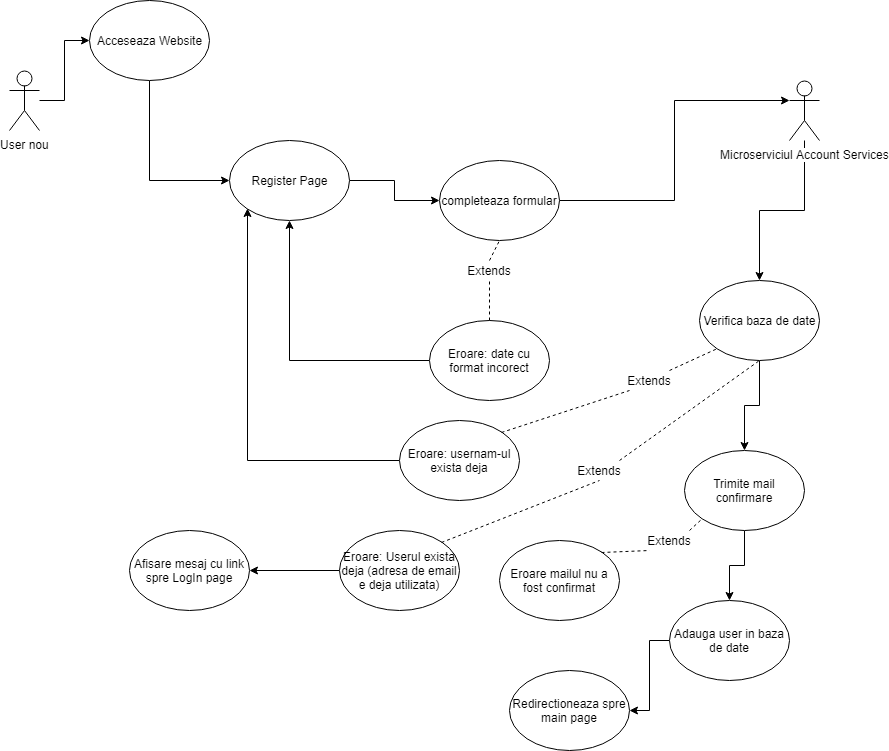 Acceseaza Website
User nou
Microserviciul Account Services
Register Page
completeaza formular
Extends
Verifica baza de date
Eroare: date cu
format incorect
Extends
Eroare: usernam-ul
exista deja
Extends
Trimite mail
confirmare
Extends
Afisare mesaj cu link
spre LogIn page
Eroare: Userul exista
deja (adresa de email
e deja utilizata)
Eroare mailul nu a
fost confirmat
Adauga user in baza
de date
Redirectioneaza spre
main page